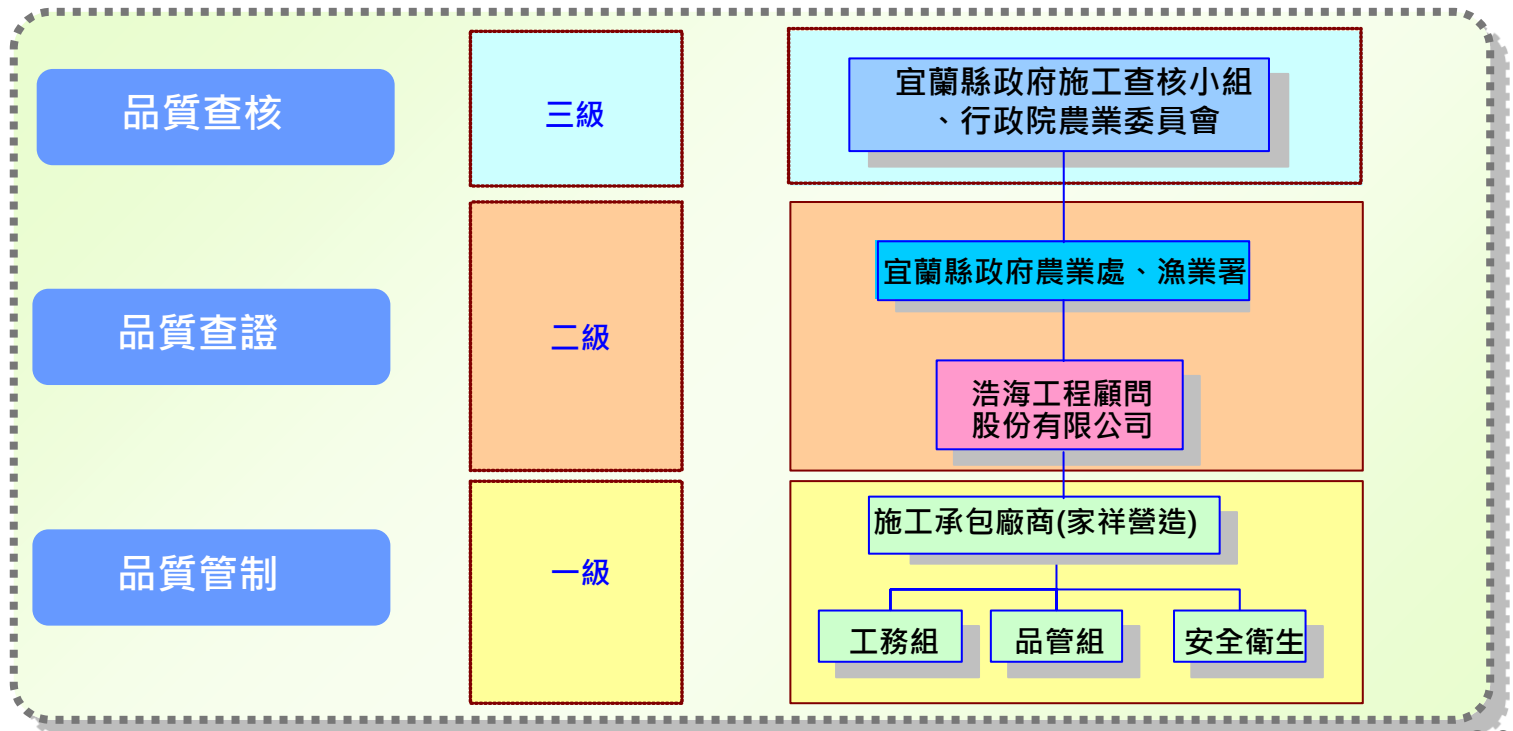 品質查核
三級
宜蘭縣政府施工查核小組
、行政院農業委員會
品質查證
二級
宜蘭縣政府農業處、漁業署
浩海工程顧問
股份有限公司
品質管制
一級
施工承包廠商(家祥營造)
工務組
品管組
安全衛生